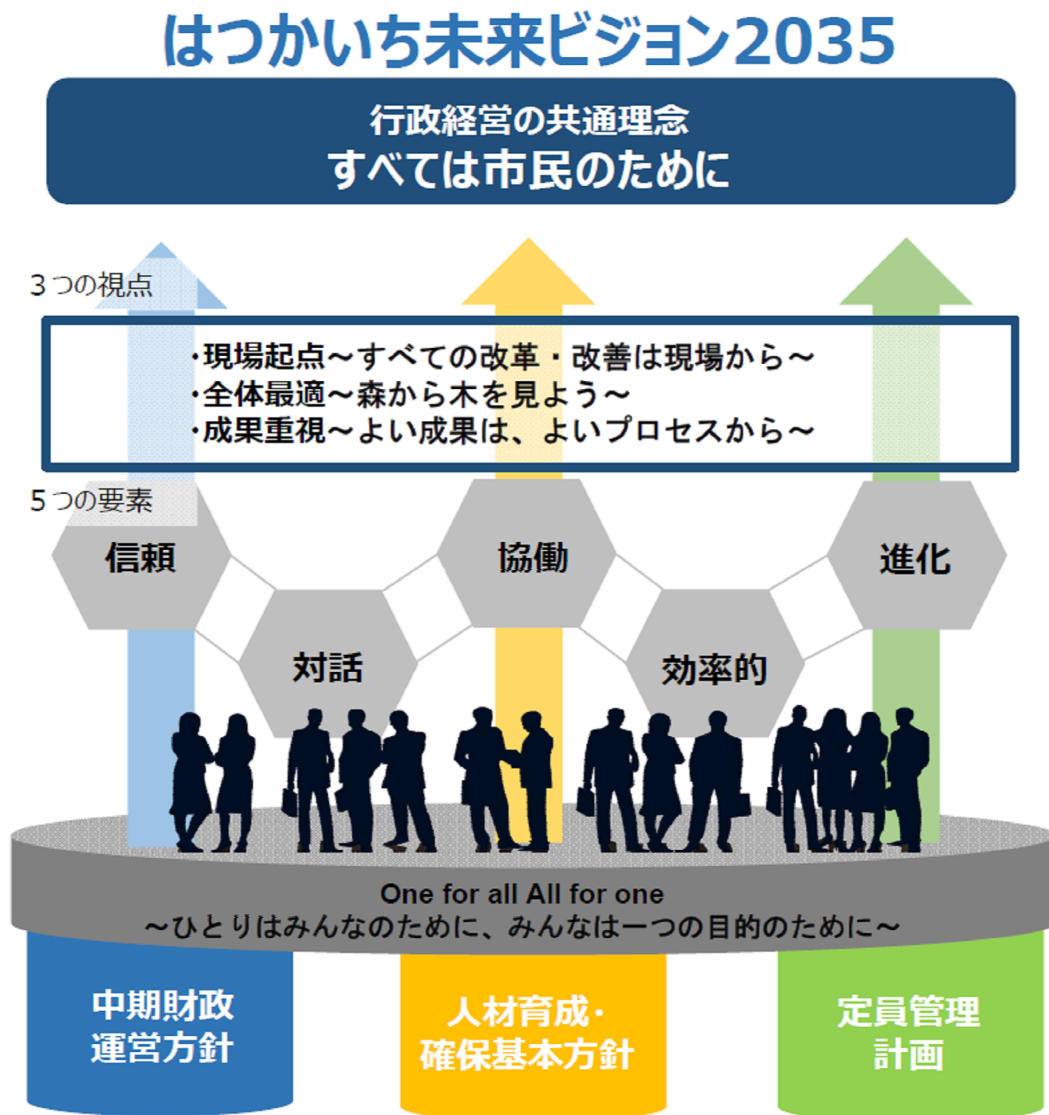 はつかいち未来ビジョン2035
行政経営の共通理念
すべては市民のために
３つの視点
・現場起点～すべての改革・改善は現場から～
・全体最適～森から木を見よう～
・成果重視～よい成果は、よいプロセスから～
５つの要素
信頼
協働
進化
対話
効率的
One for all All for one
～ひとりはみんなのために、みんなは一つの目的のために～
中期財政
運営方針
人材育成・
確保基本方針
定員管理
計画